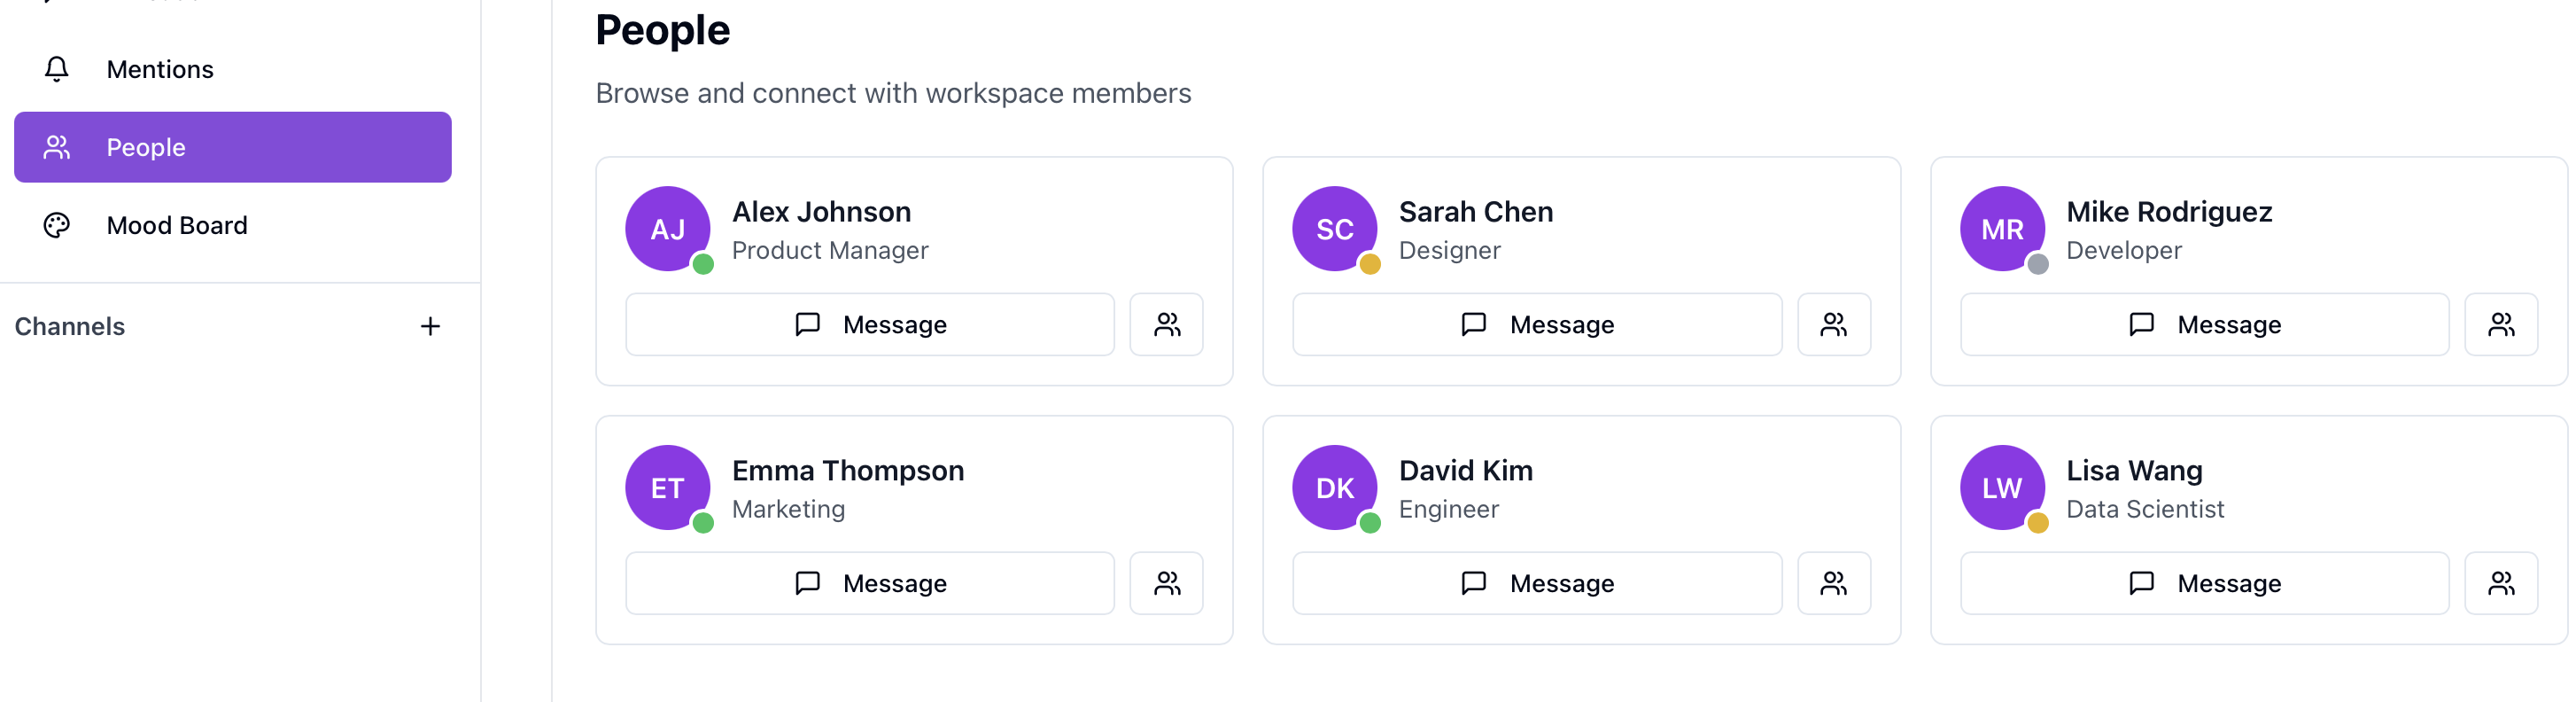 Mentions
People
Mood Board
Channels
People
Browse and connect with workspace members
AJ
Alex Johnson
Product Manager
Message
SC
Sarah Chen
Designer
Message
MR
Mike Rodriguez
Developer
Message
ET
Emma Thompson
Marketing
Message
DK
David Kim
Engineer
Message
LW
Lisa Wang
Data Scientist
Message